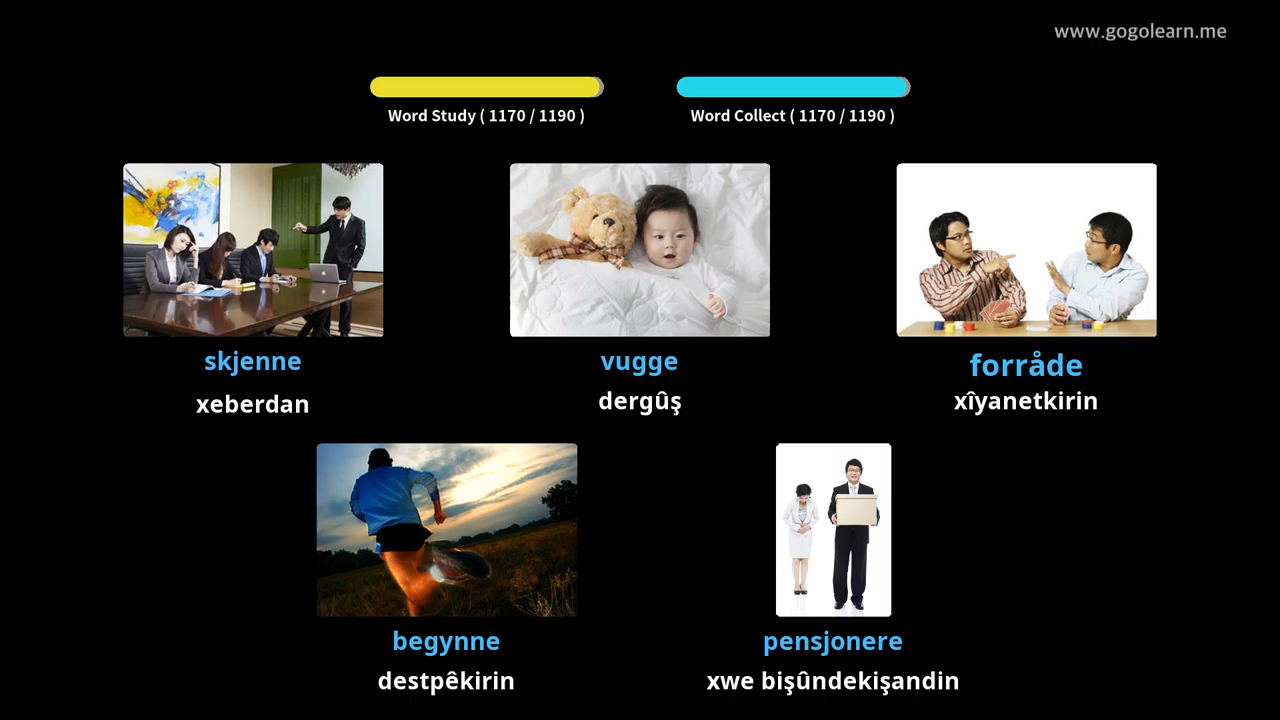 www.gogolearn.me
Word Study ( 1170 / 1190 )
Word Collect ( 1170 / 1190 )
skjenne
xeberdan
vugge
dergûş
forråde
xîyanetkirin
begynne
destpêkirin
pensjonere
xwe bişûndekişandin